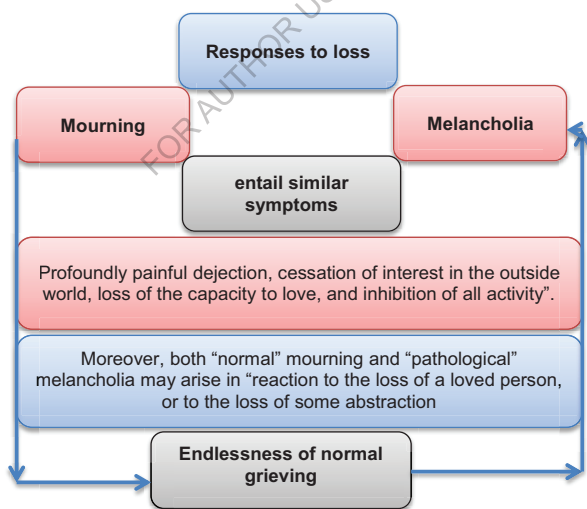 Responses to loss
Mourning
Melancholia
FOR AUTHOR US
entail similar
symptoms
Profoundly painful dejection, cessation of interest in the outside
world, loss of the capacity to love, and inhibition of all activity”.
Moreover, both “normal” mourning and “pathological”
melancholia may arise in “reaction to the loss of a loved person,
or to the loss of some abstraction
Endlessness of normal
grieving